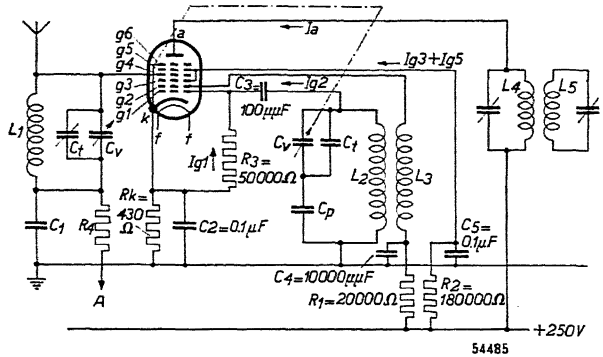 g6
g5
g4
g3
g2
g1
k
a
f f
Ia
Ig3+Ig5
Ig2
C3=
100μμF
L1
Ct
Cv
Ig1
R3=
50000Ω
Cv
Ct
L2
L3
L4
L5
Rk=
430
Ω
C1
R4
C2=0.1μF
Cp
C5=
0.1μF
C4=10000μμF
R1=20000Ω
R2=
180000Ω
A
+250V
54485